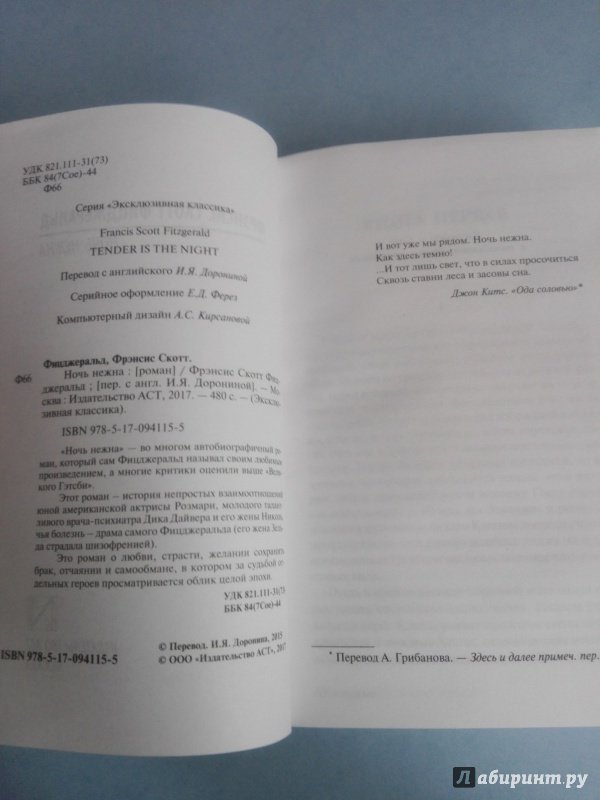 УДК 821.111-31(73)
ББК 84(7Сое)-44
Ф66
Серия «Эксклюзивная классика»
Francis Scott Fitzgerald
TENDER IS THE NIGHT
Перевод с английского И.Я. Дорониной
Серийное оформление Е.Д. Ферез
Компьютерный дизайн А.С. Кирсановой
Фицджеральд, Фрэнсис Скотт.
Ф66 Ночь нежна : [роман] / Фрэнсис Скотт Фиц-
джеральд ; [пер. с англ. И.Я. Дорониной]. — Мо-
сква : Издательство АСТ, 2017. — 480 с. — (Эксклю-
зивная классика).
ISBN 978-5-17-094115-5
«Ночь нежна» — во многом автобиографичный ро-
ман, который сам Фицджеральд называл своим любимым
произведением, а многие критики оценили выше «Вели-
кого Гэтсби».
Этот роман — история непростых взаимоотношений
юной американской актрисы Розмари, молодого талант-
ливого врача-психиатра Дика Дайвера и его жены Николь,
чья болезнь – драма самого Фицджеральда (его жена Зель-
да страдала шизофренией).
Это роман о любви, страсти, желании сохранить
брак, отчаянии и самообмане, в котором за судьбой от-
дельных героев просматривается облик целой эпохи.
УДК 821.111-31(73)
ББК 84(7Сое)-44
© Перевод. И.Я. Доронина, 2015
ISBN 978-5-17-094115-5 © ООО «Издательство АСТ», 2017
И вот уже мы рядом. Ночь нежна.
Как здесь темно!
...И тот лишь свет, что в силах просочиться
Сквозь ставни леса и засовы сна.
Джон Китс. «Ода соловью»*
* Перевод А. Грибанова. — Здесь и далее примеч. пер.
Лабиринт.ру